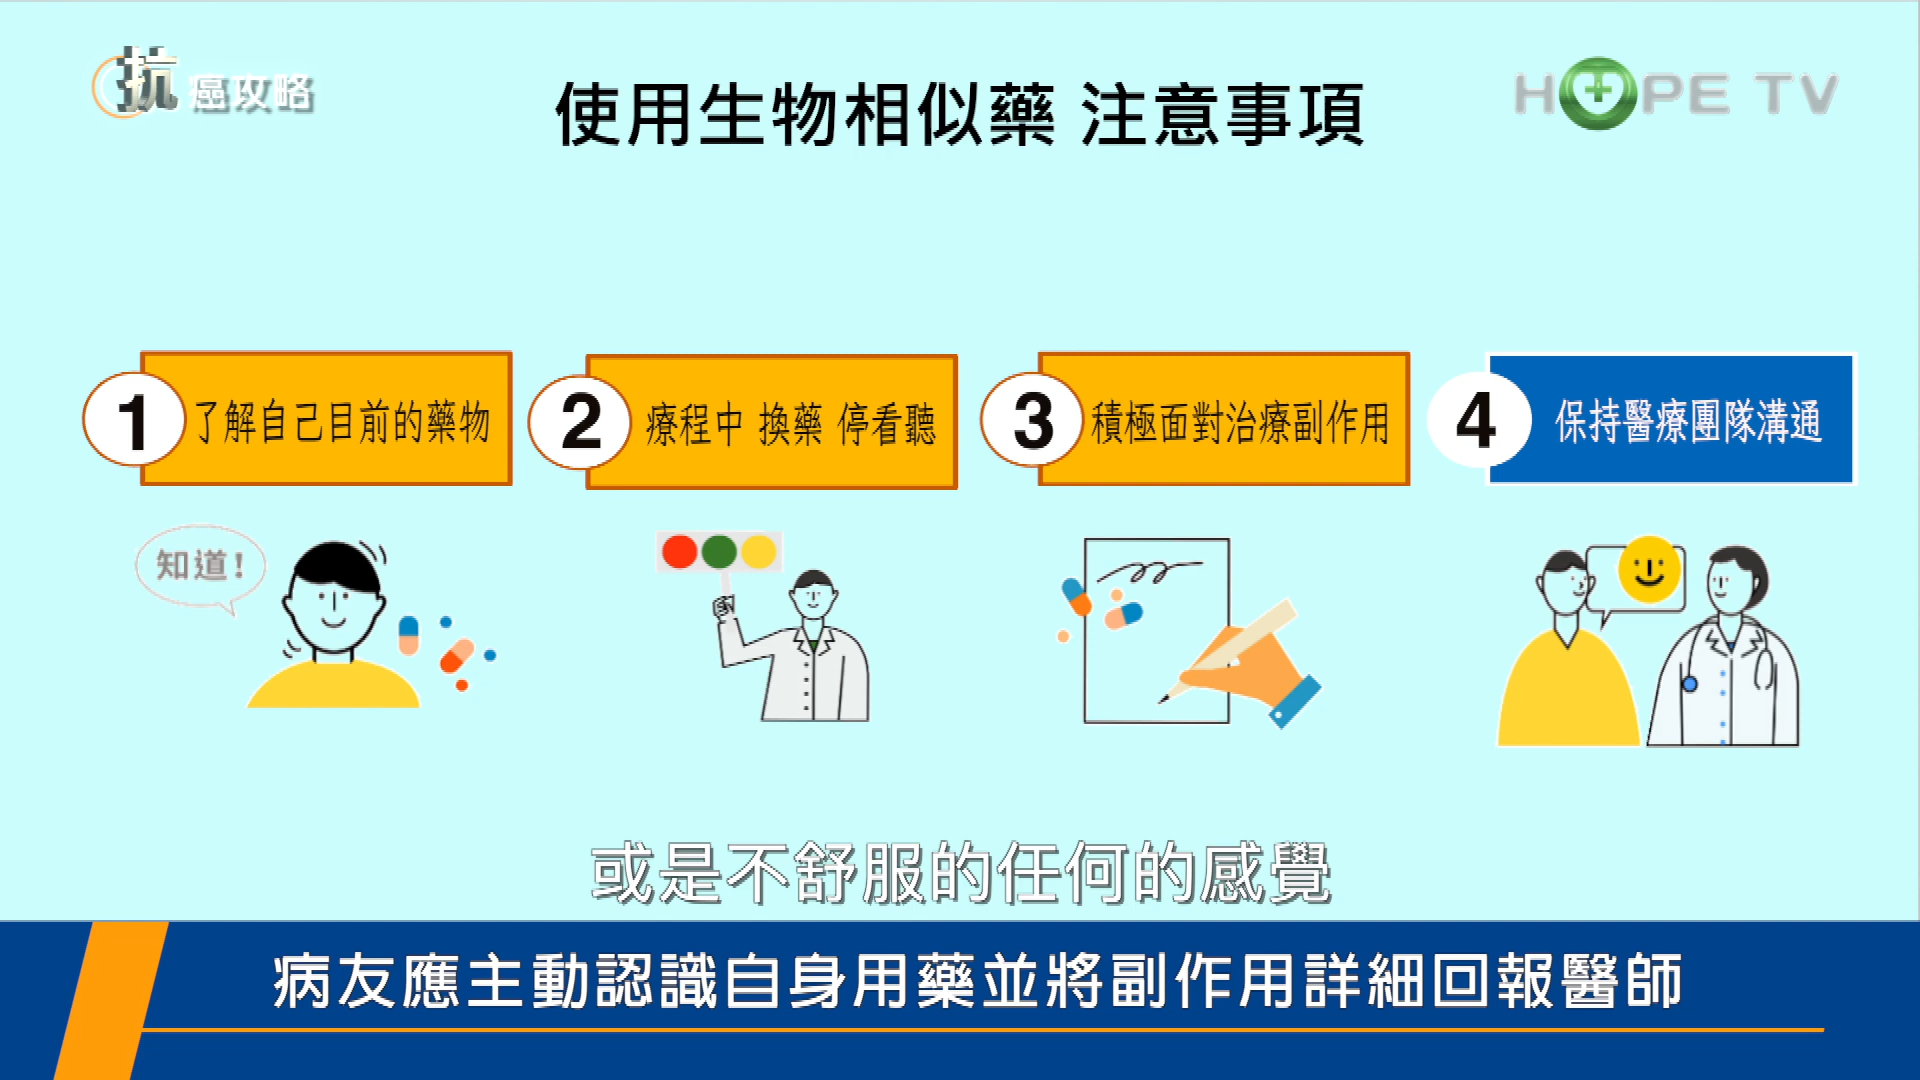 抗癌攻略
使用生物相似藥 注意事項
HOPE TV
1 了解自己目前的藥物
2 療程中 換藥 停看聽
3 積極面對治療副作用
4 保持醫療團隊溝通
知道!
或是不舒服的任何的感覺
病友應主動認識自身用藥並將副作用詳細回報醫師